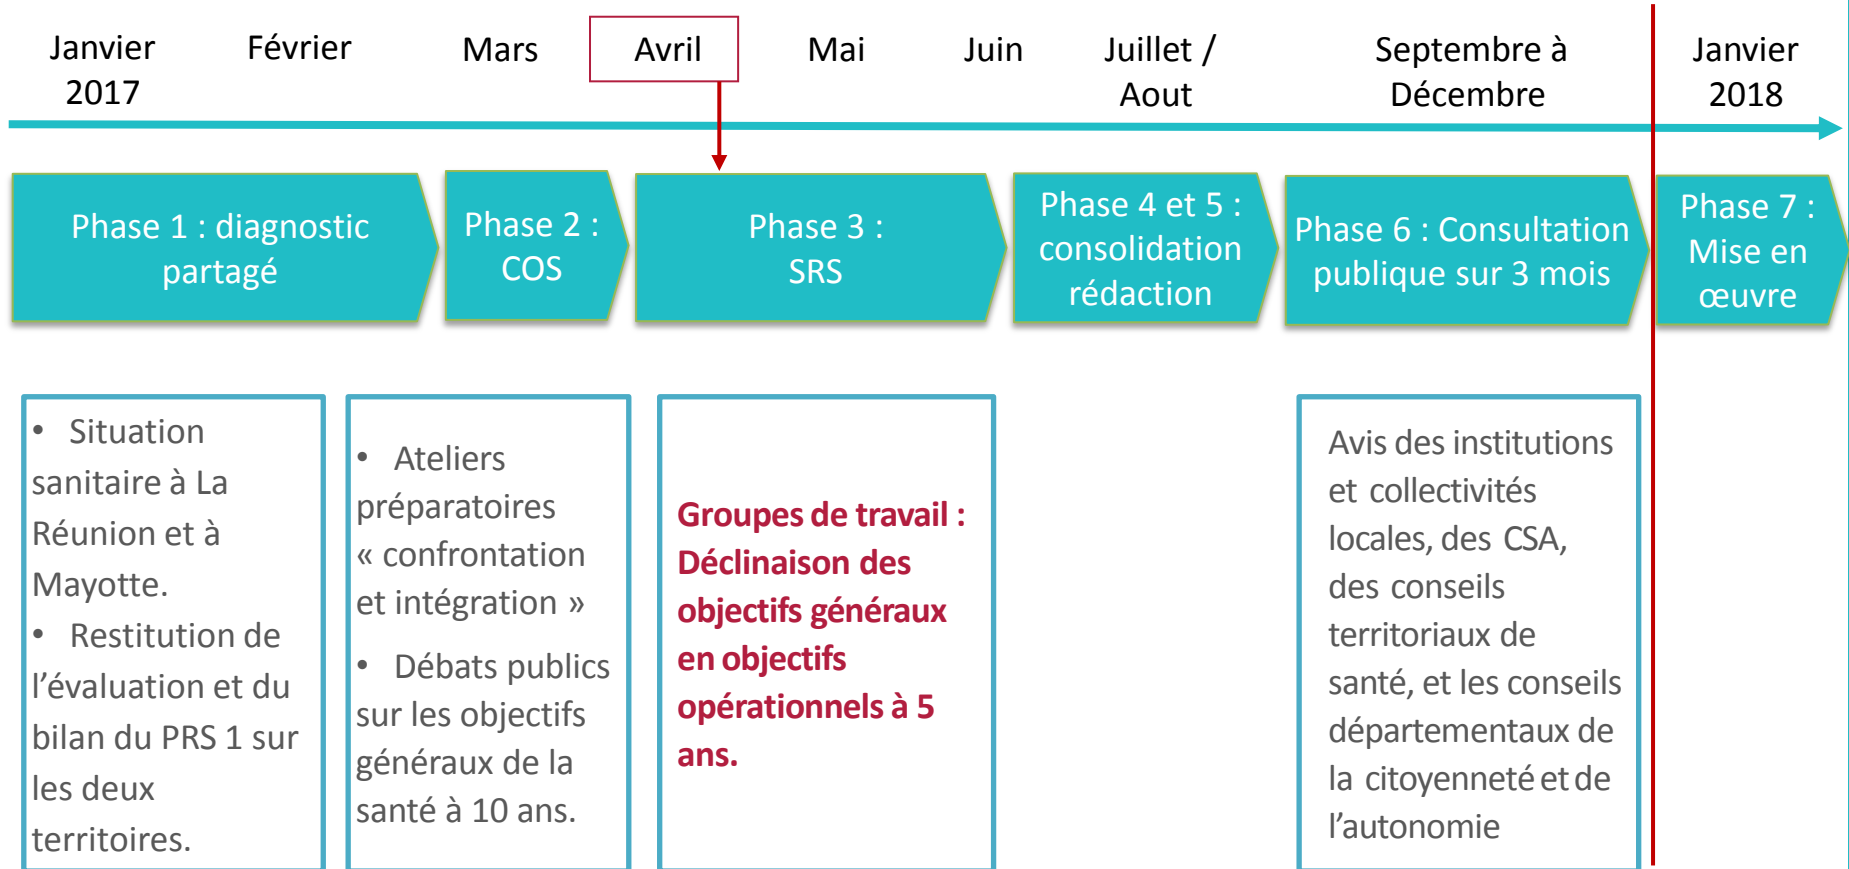 Janvier
2017
Février
Mars
Avril
Mai
Juin
Juillet /
Aout
Septembre à
Décembre
Janvier
2018
Phase 1 : diagnostic
partagé
Phase 2 :
COS
Phase 3 :
SRS
Phase 4 et 5 :
consolidation
rédaction
Phase 6 : Consultation
publique sur 3 mois
Phase 7 :
Mise en
œuvre
• Situation
sanitaire à La
Réunion et à
Mayotte.
• Restitution de
l’évaluation et du
bilan du PRS 1 sur
les deux
territoires.
• Ateliers
préparatoires
« confrontation
et intégration »
• Débats publics
sur les objectifs
généraux de la
santé à 10 ans.
Groupes de travail :
Déclinaison des
objectifs généraux
en objectifs
opérationnels à 5
ans.
Avis des institutions
et collectivités
locales, des CSA,
des conseils
territoriaux de
santé, et les conseils
départementaux de
la citoyenneté et de
l’autonomie